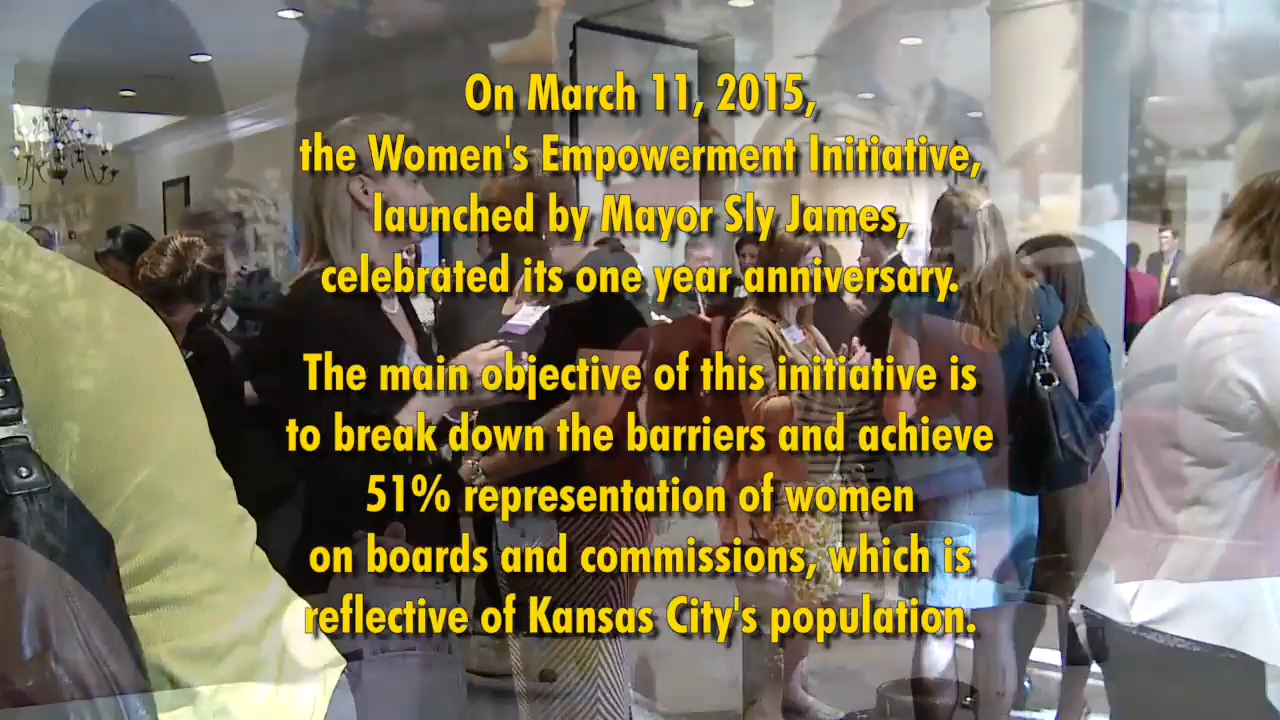 On March 11, 2015,
the Women's Empowerment Initiative,
launched by Mayor Sly James,
celebrated its one year anniversary.
The main objective of this initiative is
to break down the barriers and achieve
51% representation of women
on boards and commissions, which is
reflective of Kansas City's population.